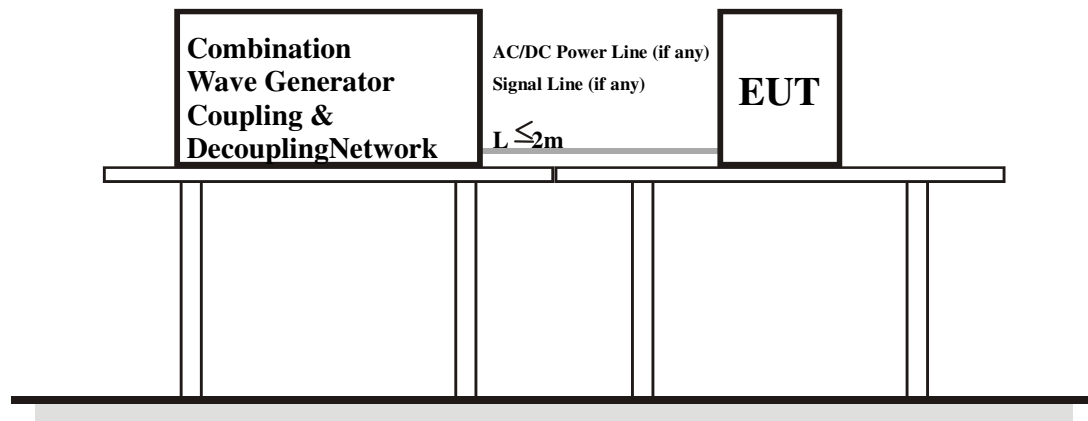 Combination
Wave Generator
Coupling &
DecouplingNetwork
AC/DC Power Line (if any)
Signal Line (if any)
L ≤2m
EUT